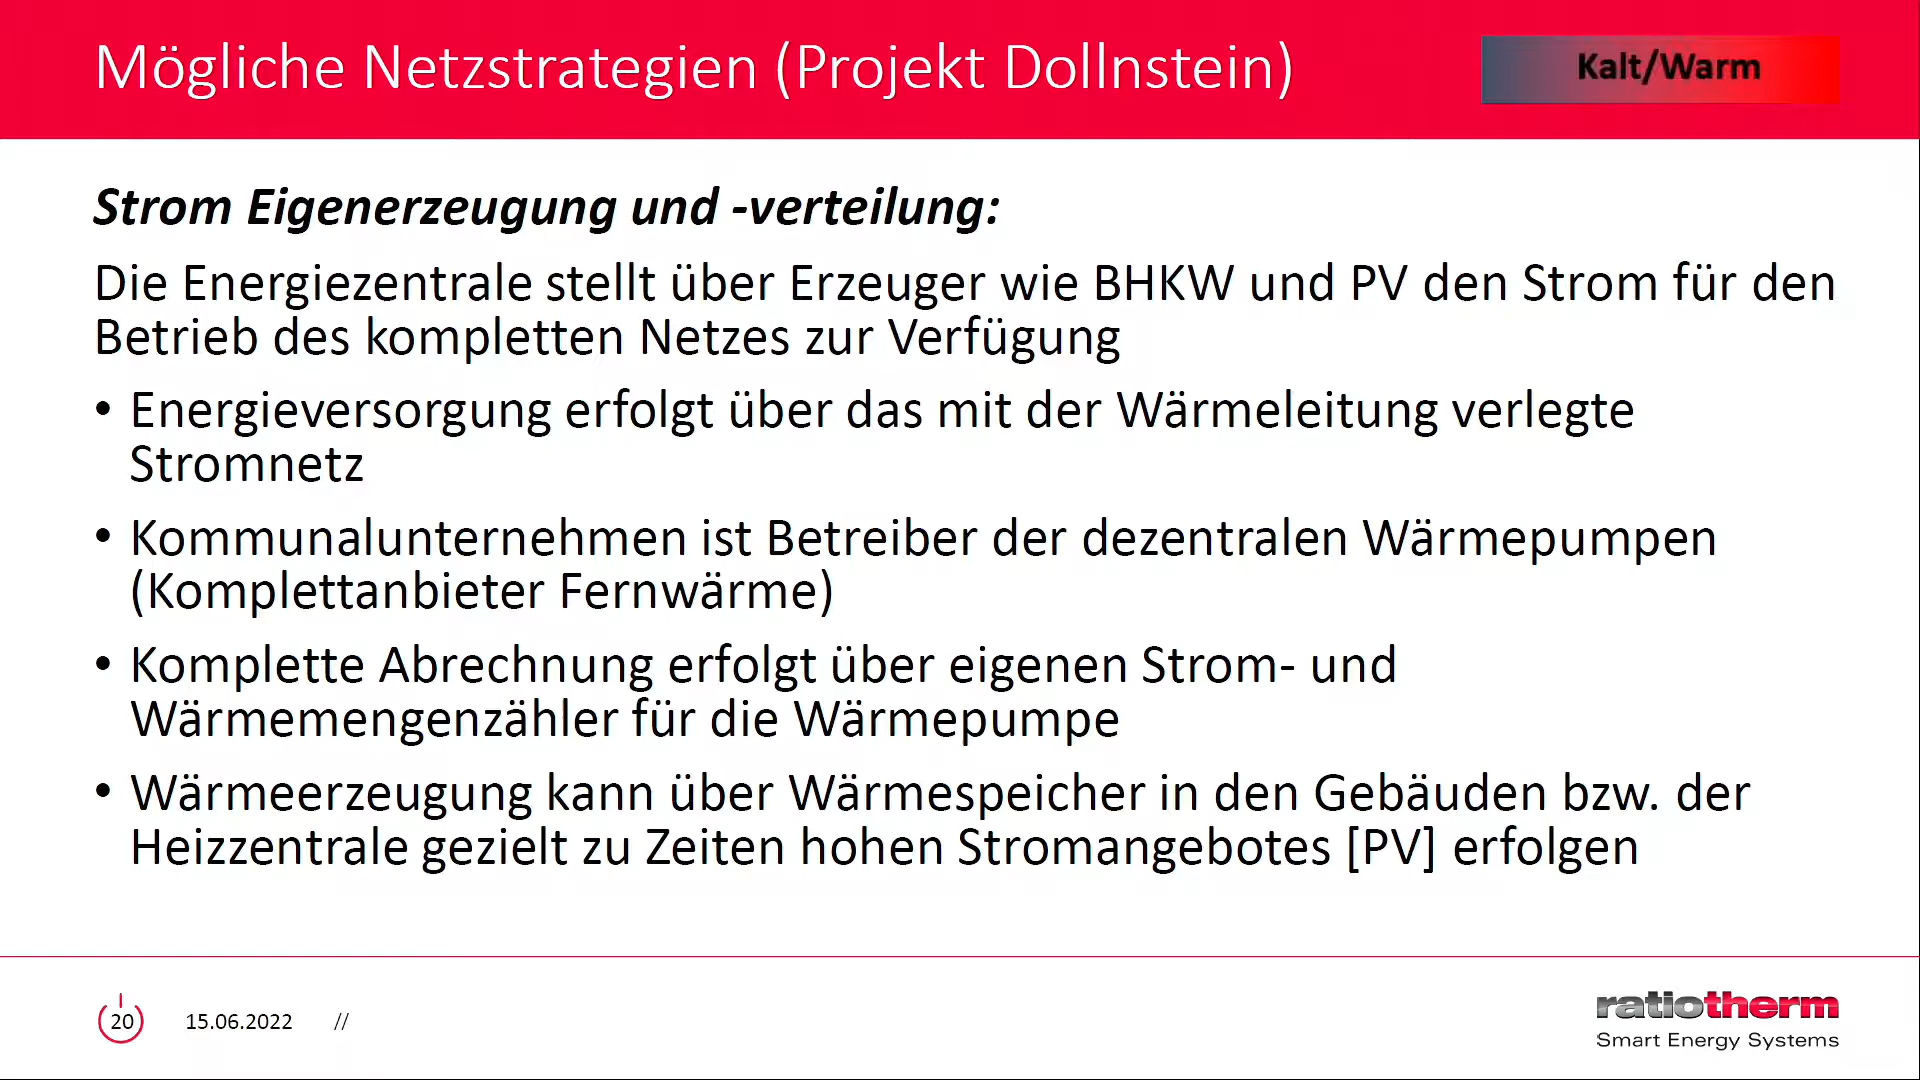 Mögliche Netzstrategien (Projekt Dollnstein)
Kalt/Warm
Strom Eigenerzeugung und -verteilung:
Die Energiezentrale stellt über Erzeuger wie BHKW und PV den Strom für den
Betrieb des kompletten Netzes zur Verfügung
• Energieversorgung erfolgt über das mit der Wärmeleitung verlegte
Stromnetz
• Kommunalunternehmen ist Betreiber der dezentralen Wärmepumpen
(Komplettanbieter Fernwärme)
• Komplette Abrechnung erfolgt über eigenen Strom- und
Wärmemengenzähler für die Wärmepumpe
• Wärmeerzeugung kann über Wärmespeicher in den Gebäuden bzw. der
Heizzentrale gezielt zu Zeiten hohen Stromangebotes [PV] erfolgen
20 15.06.2022 //
ratiotherm
Smart Energy Systems